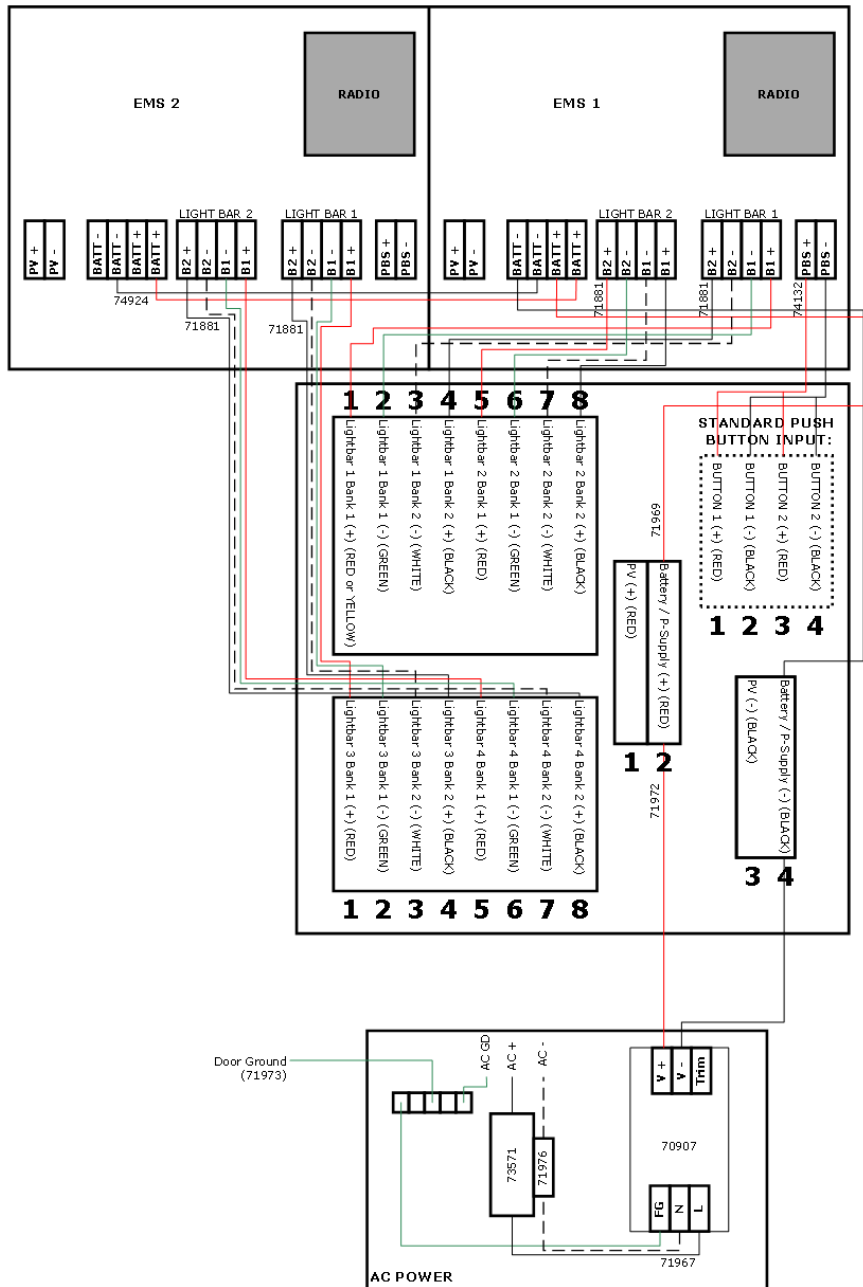 EMS 2
RADIO
EMS 1
RADIO
LIGHT BAR 2
LIGHT BAR 1
LIGHT BAR 2
LIGHT BAR 1
PV +
PV -
BATT -
BATT -
BATT +
BATT +
B2 +
B2 -
B1 -
B1 +
B2 +
B2 -
B1 -
B1 +
PBS +
PBS -
PV +
PV -
BATT -
BATT -
BATT +
BATT +
B2 +
B2 -
B1 -
B1 +
B2 +
B2 -
B1 -
B1 +
PBS +
PBS -
74924
71881
71881
71881
71881
74132
1 2 3 4 5 6 7 8
Lightbar 1 Bank 1 (+) (RED or YELLOW)
Lightbar 1 Bank 1 (-) (GREEN)
Lightbar 1 Bank 2 (-) (WHITE)
Lightbar 1 Bank 2 (+) (BLACK)
Lightbar 2 Bank 1 (+) (RED)
Lightbar 2 Bank 1 (-) (GREEN)
Lightbar 2 Bank 2 (-) (WHITE)
Lightbar 2 Bank 2 (+) (BLACK)
STANDARD PUSH
BUTTON INPUT:
BUTTON 1 (+) (RED)
BUTTON 1 (-) (BLACK)
BUTTON 2 (+) (RED)
BUTTON 2 (-) (BLACK)
1 2 3 4
71969
PV (+) (RED)
Battery / P-Supply (+) (RED)
1 2
71972
PV (-) (BLACK)
Battery / P-Supply (-) (BLACK)
3 4
Lightbar 3 Bank 1 (+) (RED)
Lightbar 3 Bank 1 (-) (GREEN)
Lightbar 3 Bank 2 (-) (WHITE)
Lightbar 3 Bank 2 (+) (BLACK)
Lightbar 4 Bank 1 (+) (RED)
Lightbar 4 Bank 1 (-) (GREEN)
Lightbar 4 Bank 2 (-) (WHITE)
Lightbar 4 Bank 2 (+) (BLACK)
1 2 3 4 5 6 7 8
Door Ground
(71973)
AC GD
AC +
AC -
V +
V -
Trim
73571
71976
70907
FG
N
L
71967
AC POWER